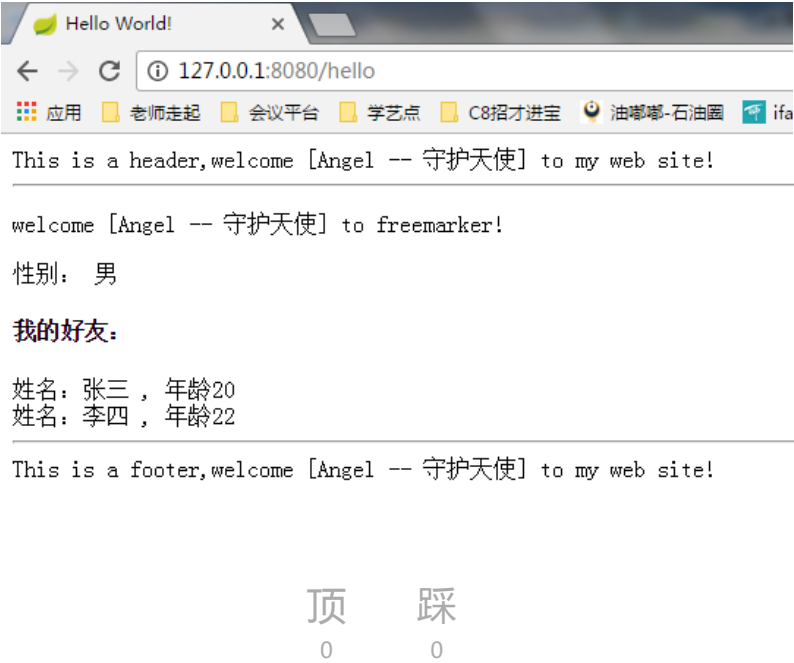 Hello World!
127.0.0.1:8080/hello
应用 老师走起 会议平台 学艺点 C8招才进宝 油嘟嘟-石油圈 ifa
This is a header,welcome [Angel -- 守护天使] to my web site!
welcome [Angel -- 守护天使] to freemarker!
性别： 男
我的好友：
姓名：张三 , 年龄20
姓名：李四 , 年龄22
This is a footer,welcome [Angel -- 守护天使] to my web site!
顶 踩
0 0